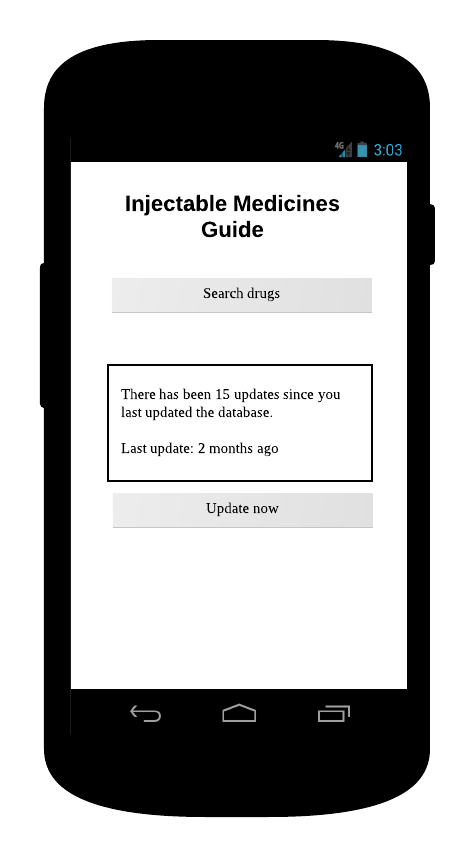 4G
3:03
Injectable Medicines
Guide
Search drugs
There has been 15 updates since you
last updated the database.
Last update: 2 months ago
Update now